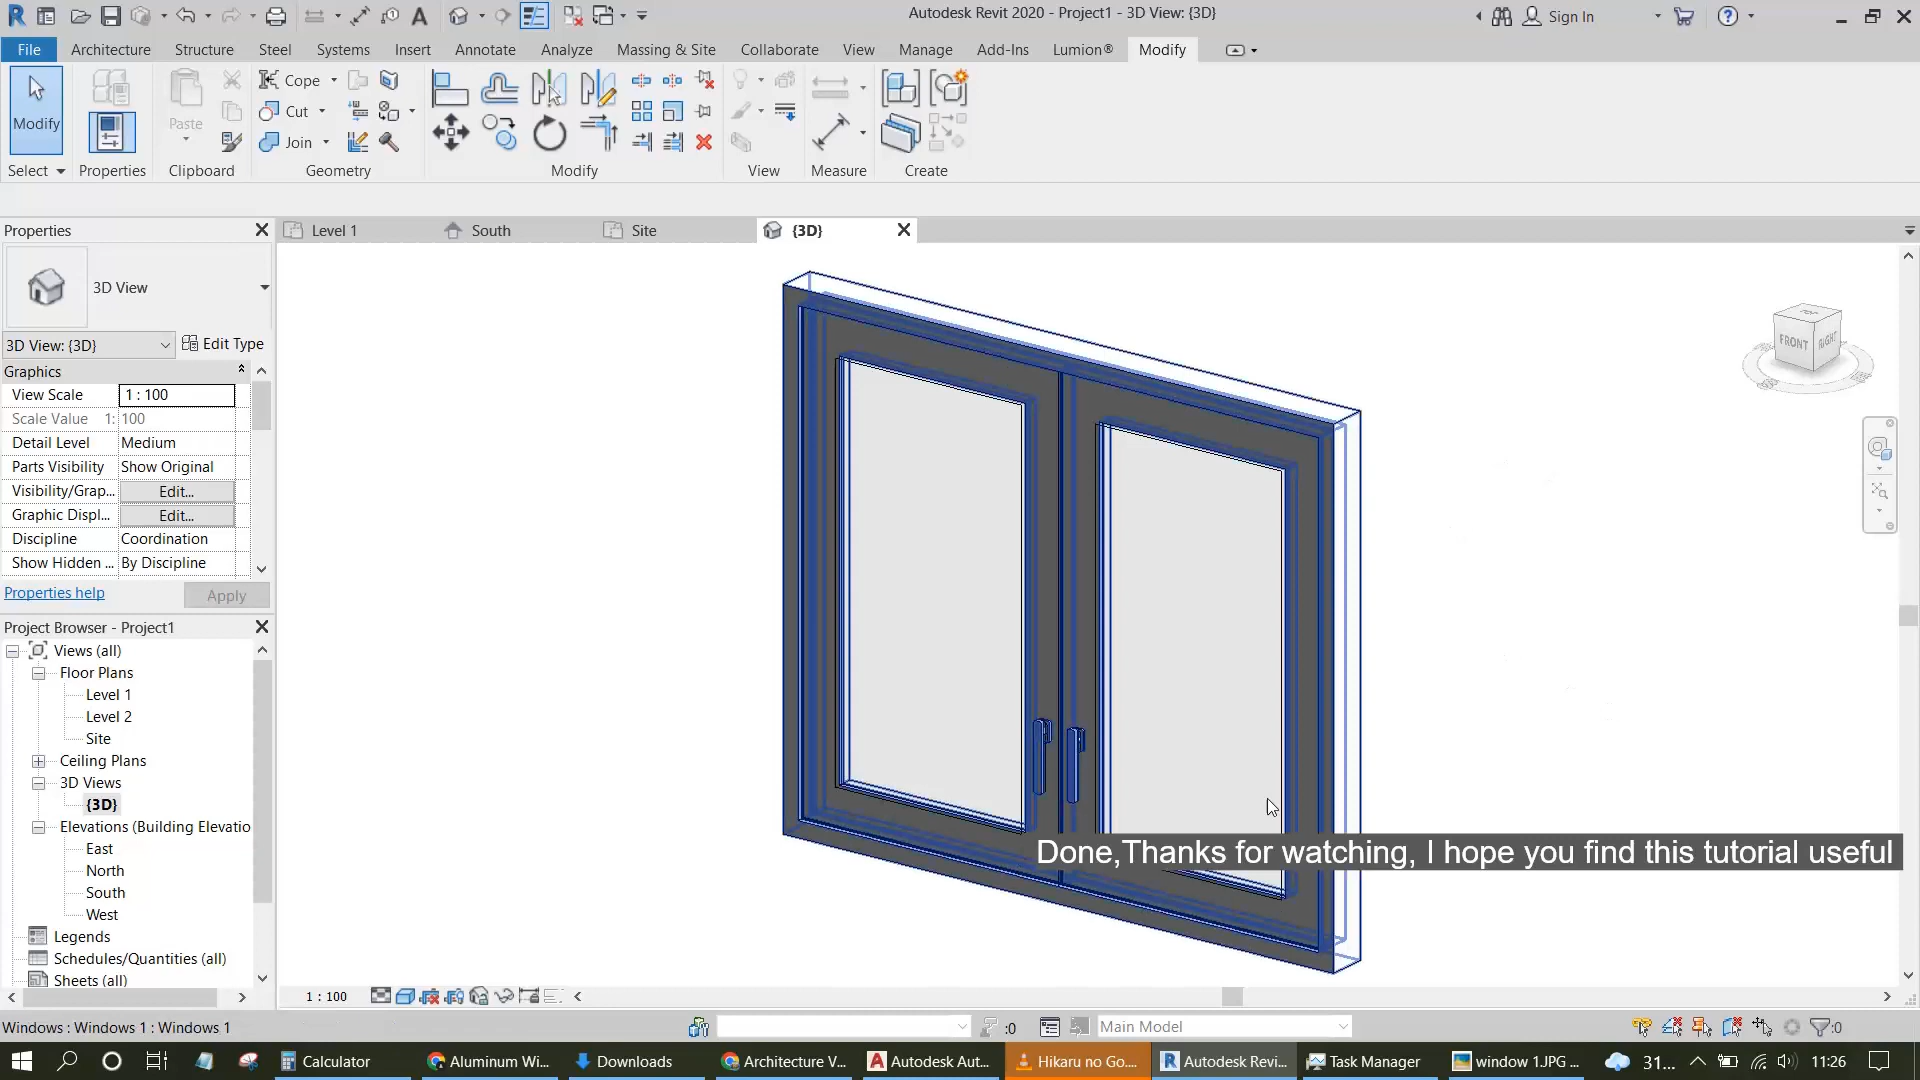 Autodesk Revit 2020 - Project1 - 3D View: {3D}
Sign In
File
Architecture
Structure
Steel
Systems
Insert
Annotate
Analyze
Massing & Site
Collaborate
View
Manage
Add-Ins
Lumion®
Modify
Modify
Paste
Cope
Cut
Join
Select
Properties
Clipboard
Geometry
Modify
View
Measure
Create
Properties
Level 1
South
Site
{3D}
3D View
3D View: {3D}
Edit Type
Graphics
View Scale
1 : 100
Scale Value 1:
100
Detail Level
Medium
Parts Visibility
Show Original
Visibility/Grap...
Edit...
Graphic Displ...
Edit...
Discipline
Coordination
Show Hidden ...
By Discipline
Properties help
Apply
Project Browser - Project1
Views (all)
Floor Plans
Level 1
Level 2
Site
Ceiling Plans
3D Views
{3D}
Elevations (Building Elevatio
East
North
South
West
Legends
Schedules/Quantities (all)
Sheets (all)
TOP
FRONT
RIGHT
Done,Thanks for watching, I hope you find this tutorial useful
1 : 100
Windows : Windows 1 : Windows 1
:0
Main Model
:0
Calculator
Aluminum Wi...
Downloads
Architecture V...
Autodesk Aut...
Hikaru no Go....
Autodesk Revi...
Task Manager
window 1.JPG ...
31...
11:26